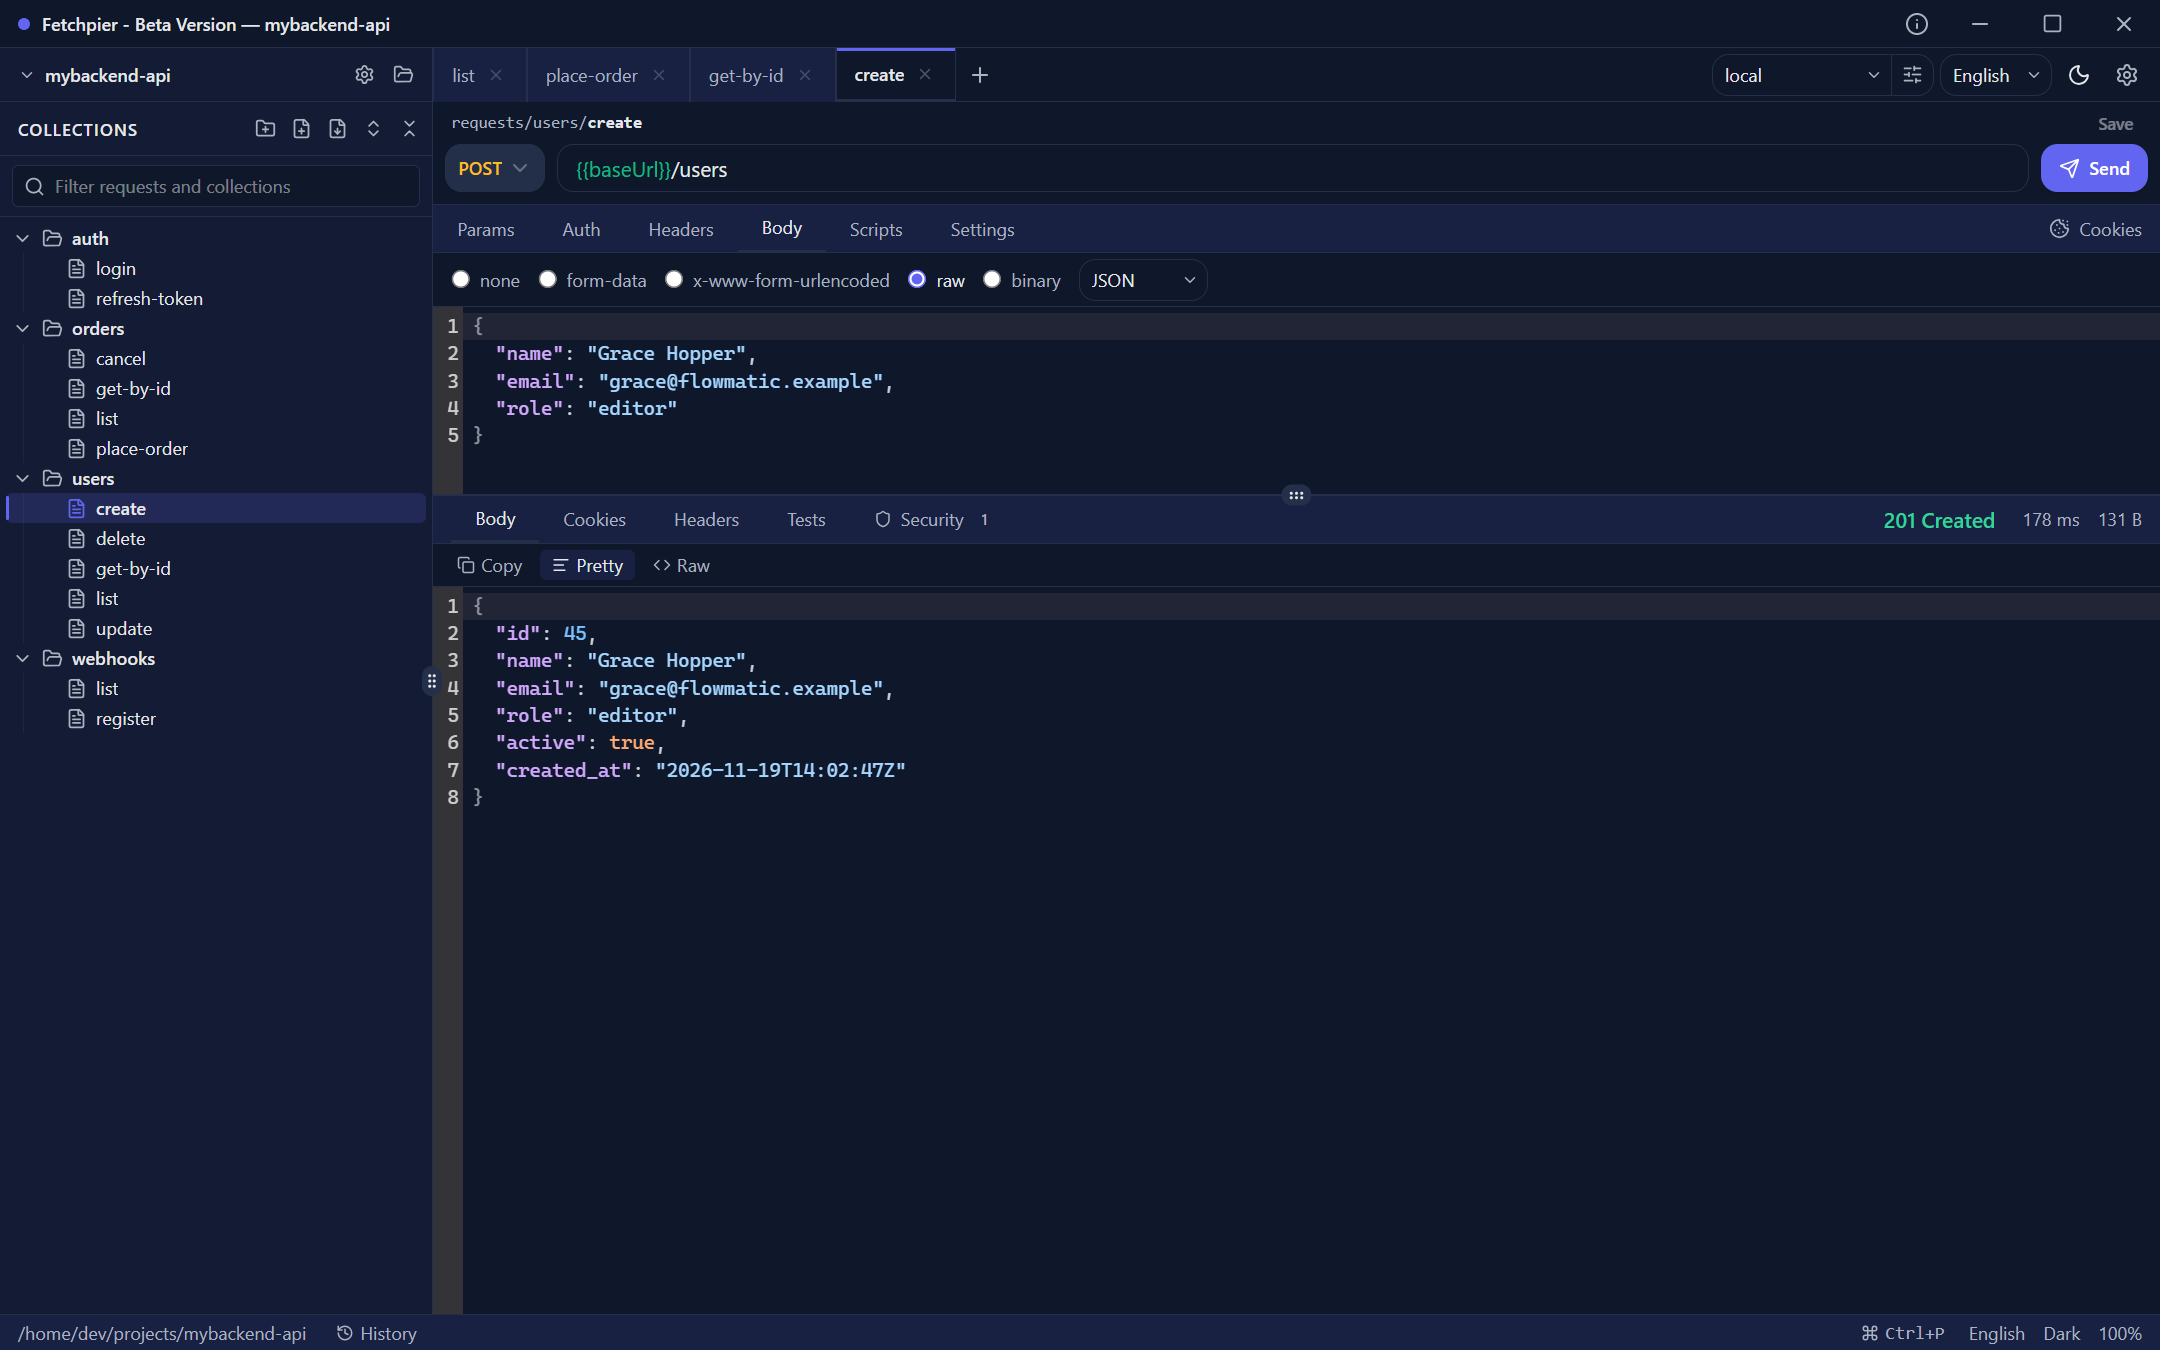 Fetchpier - Beta Version — mybackend-api
mybackend-api
list
place-order
get-by-id
create
local
English
COLLECTIONS
Filter requests and collections
auth
login
refresh-token
orders
cancel
get-by-id
list
place-order
users
create
delete
get-by-id
list
update
webhooks
list
register
requests/users/create
Save
POST
{{baseUrl}}/users
Send
Params Auth Headers Body Scripts Settings
Cookies
none form-data x-www-form-urlencoded raw binary JSON
1 {
2 "name": "Grace Hopper",
3 "email": "grace@flowmatic.example",
4 "role": "editor"
5 }
Body Cookies Headers Tests Security 1
201 Created 178 ms 131 B
Copy Pretty Raw
1 {
2 "id": 45,
3 "name": "Grace Hopper",
4 "email": "grace@flowmatic.example",
5 "role": "editor",
6 "active": true,
7 "created_at": "2026-11-19T14:02:47Z"
8 }
/home/dev/projects/mybackend-api History
⌘ Ctrl+P English Dark 100%